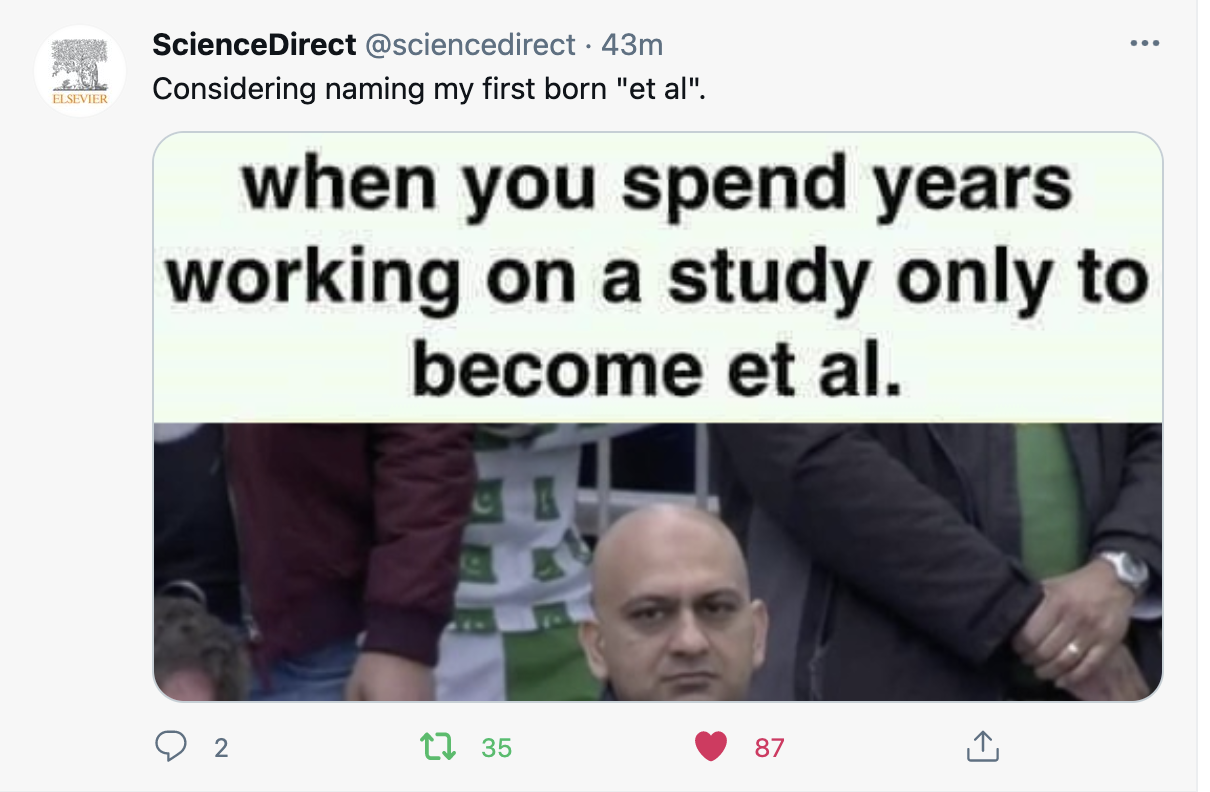 ScienceDirect @sciencedirect · 43m
Considering naming my first born "et al".
ELSEVIER
when you spend years
working on a study only to
become et al.
2 35 87